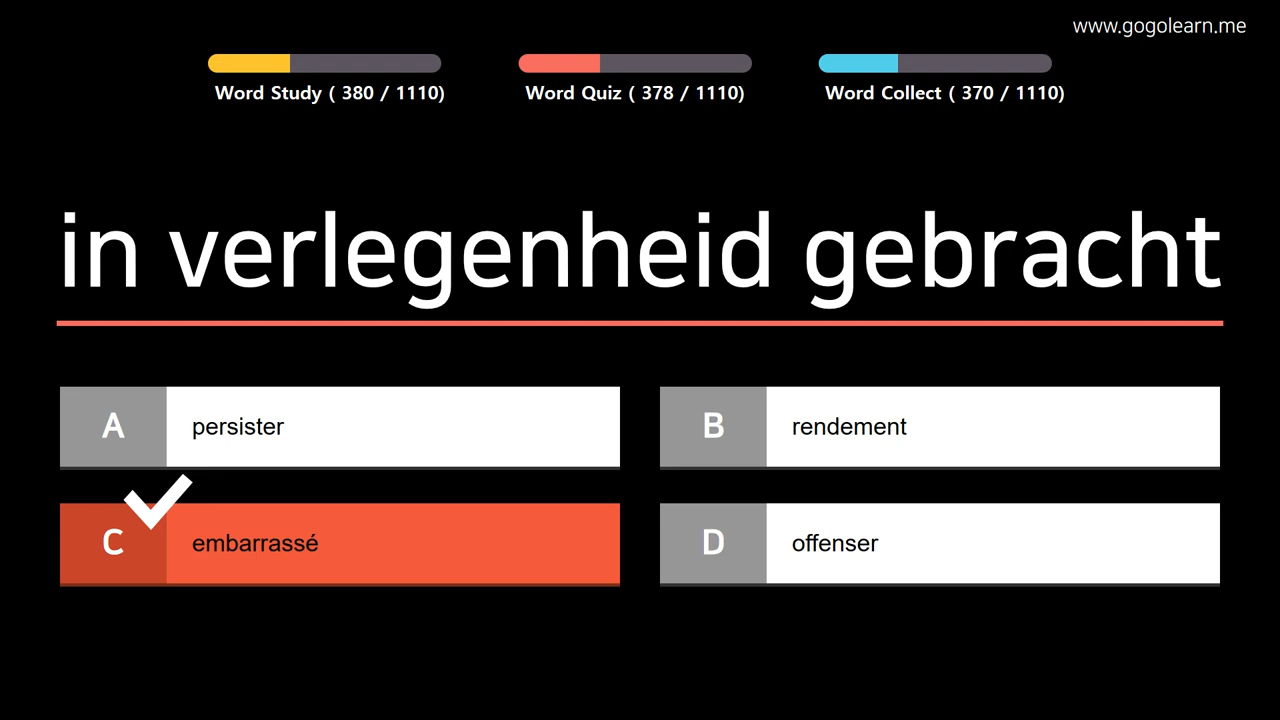 www.gogolearn.me
Word Study ( 380 / 1110)
Word Quiz ( 378 / 1110)
Word Collect ( 370 / 1110)
in verlegenheid gebracht
A persister
B rendement
C embarrassé
D offenser